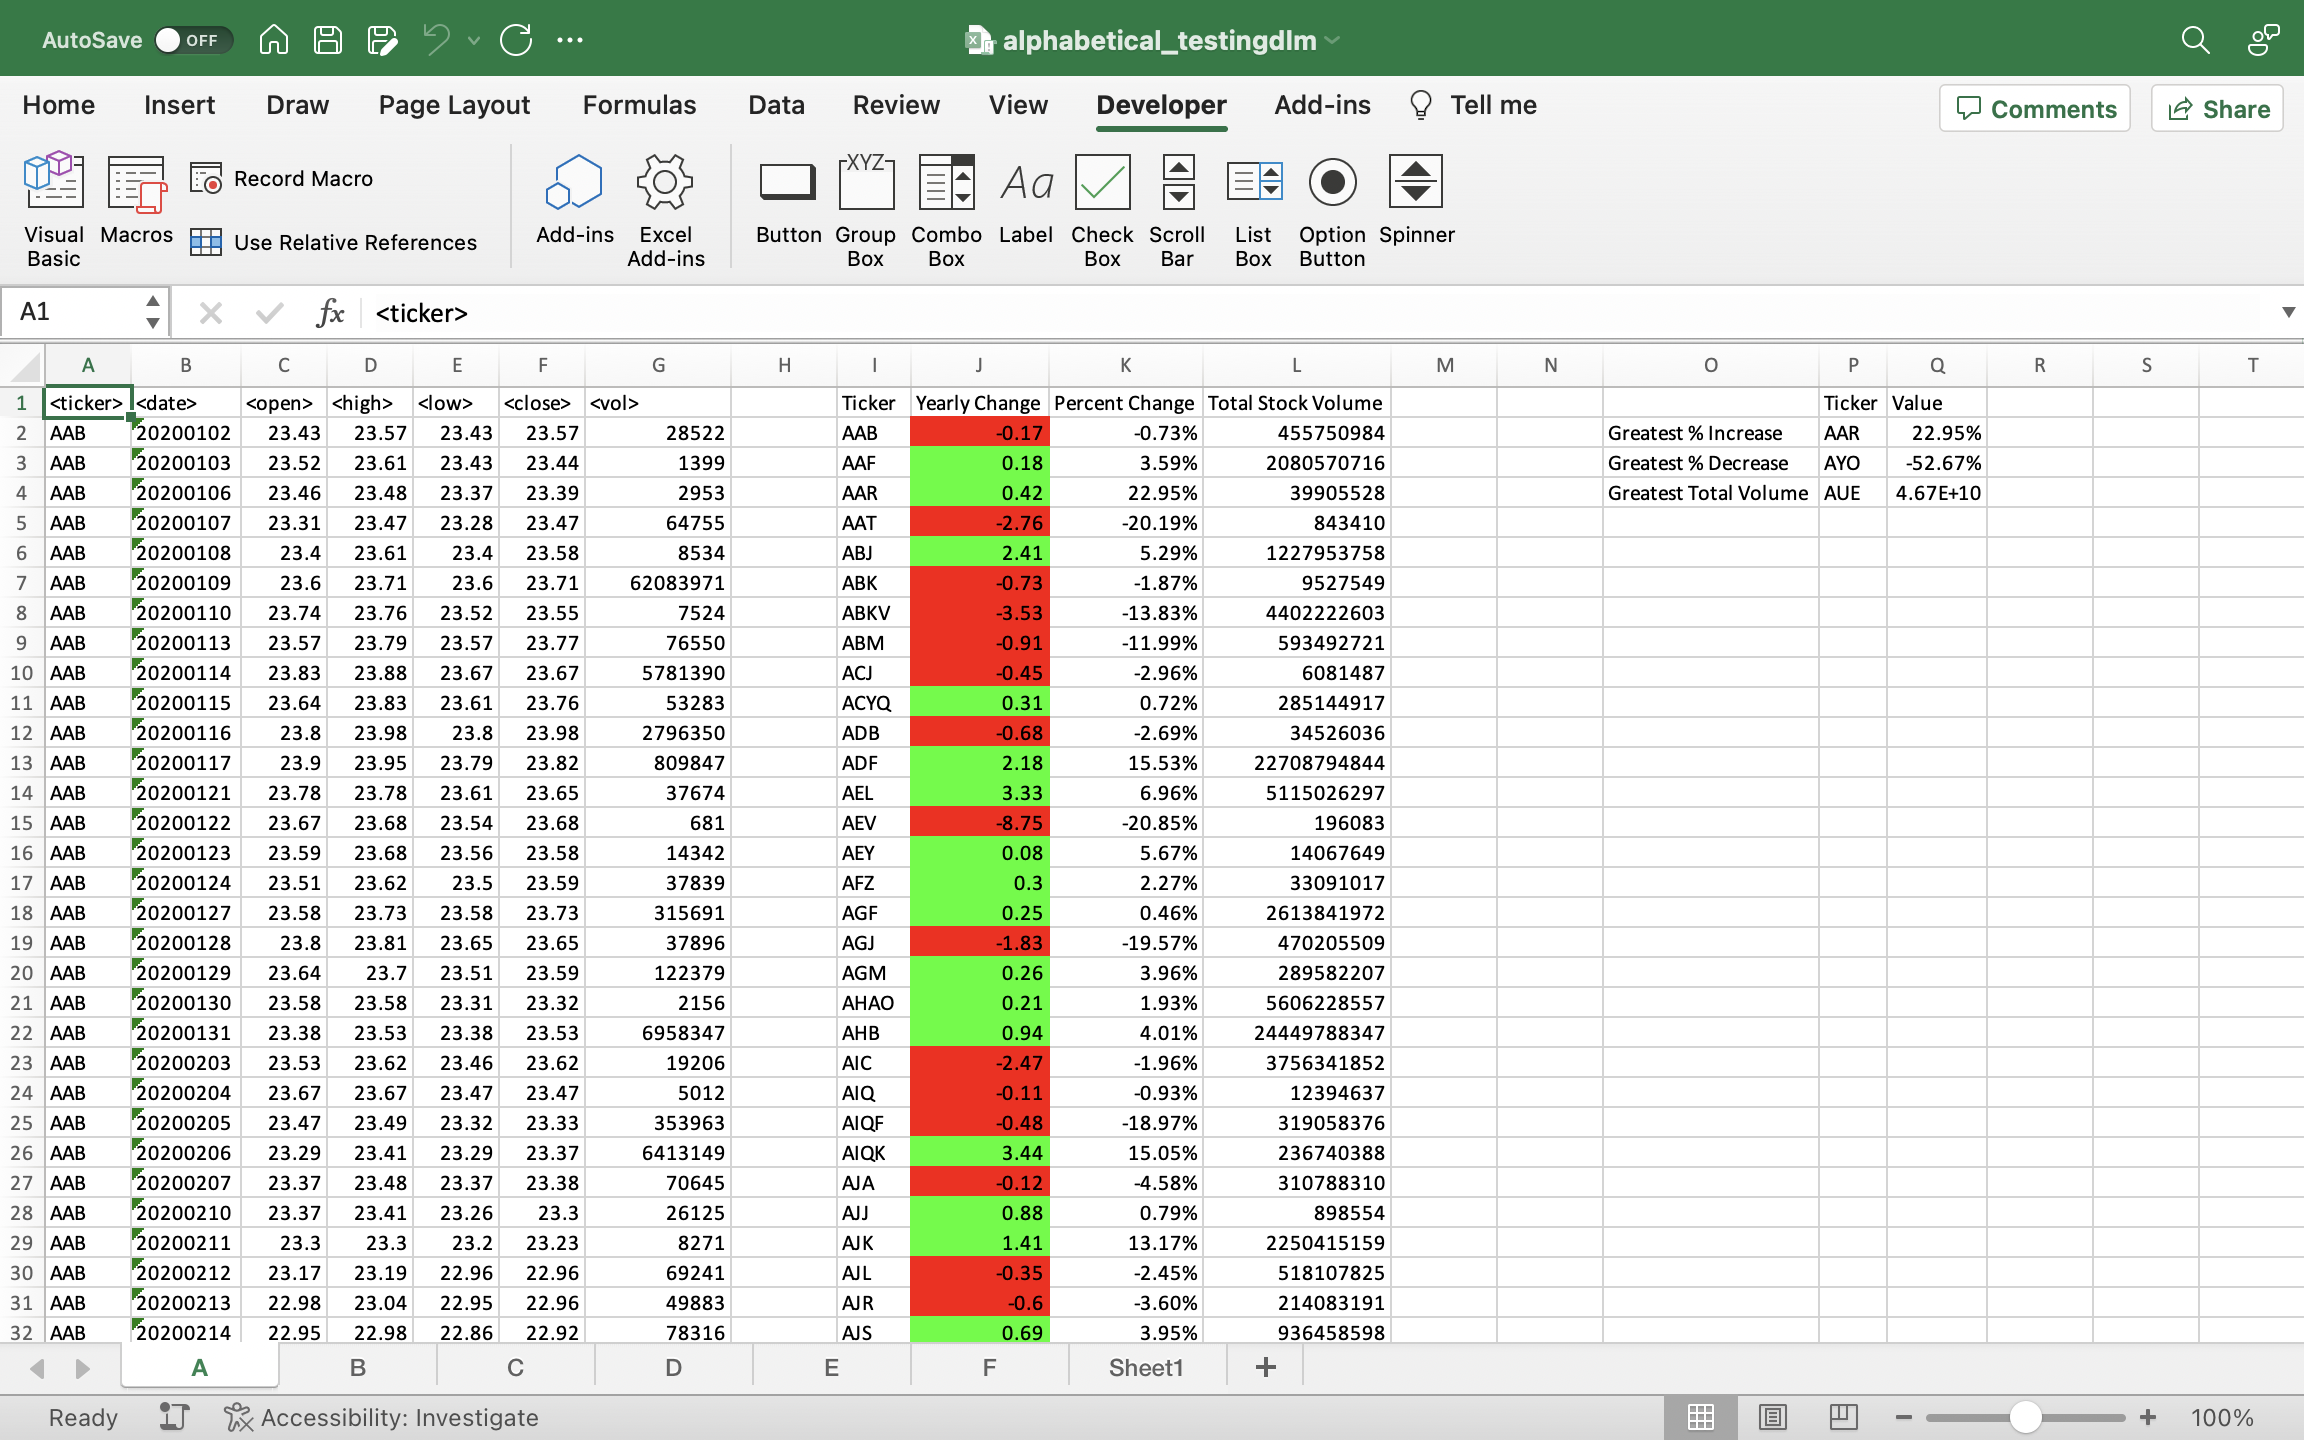 AutoSave OFF alphabetical_testingdlm
Home Insert Draw Page Layout Formulas Data Review View Developer Add-ins Tell me Comments Share
Visual Basic Macros Record Macro Use Relative References Add-ins Excel Add-ins Button Group Box XYZ Combo Box Aa Label Check Box Scroll Bar List Box Option Button Spinner
A1 fx <ticker>
A B C D E F G H I J K L M N O P Q R S T
1 <ticker> <date> <open> <high> <low> <close> <vol> Ticker Yearly Change Percent Change Total Stock Volume Ticker Value
2 AAB 20200102 23.43 23.57 23.43 23.57 28522 AAB -0.17 -0.73% 455750984 Greatest % Increase AAR 22.95%
3 AAB 20200103 23.52 23.61 23.43 23.44 1399 AAF 0.18 3.59% 2080570716 Greatest % Decrease AYO -52.67%
4 AAB 20200106 23.46 23.48 23.37 23.39 2953 AAR 0.42 22.95% 39905528 Greatest Total Volume AUE 4.67E+10
5 AAB 20200107 23.31 23.47 23.28 23.47 64755 AAT -2.76 -20.19% 843410
6 AAB 20200108 23.4 23.61 23.4 23.58 8534 ABJ 2.41 5.29% 1227953758
7 AAB 20200109 23.6 23.71 23.6 23.71 62083971 ABK -0.73 -1.87% 9527549
8 AAB 20200110 23.74 23.76 23.52 23.55 7524 ABKV -3.53 -13.83% 4402222603
9 AAB 20200113 23.57 23.79 23.57 23.77 76550 ABM -0.91 -11.99% 593492721
10 AAB 20200114 23.83 23.88 23.67 23.67 5781390 ACJ -0.45 -2.96% 6081487
11 AAB 20200115 23.64 23.83 23.61 23.76 53283 ACYQ 0.31 0.72% 285144917
12 AAB 20200116 23.8 23.98 23.8 23.98 2796350 ADB -0.68 -2.69% 34526036
13 AAB 20200117 23.9 23.95 23.79 23.82 809847 ADF 2.18 15.53% 22708794844
14 AAB 20200121 23.78 23.78 23.61 23.65 37674 AEL 3.33 6.96% 5115026297
15 AAB 20200122 23.67 23.68 23.54 23.68 681 AEV -8.75 -20.85% 196083
16 AAB 20200123 23.59 23.68 23.56 23.58 14342 AEY 0.08 5.67% 14067649
17 AAB 20200124 23.51 23.62 23.5 23.59 37839 AFZ 0.3 2.27% 33091017
18 AAB 20200127 23.58 23.73 23.58 23.73 315691 AGF 0.25 0.46% 2613841972
19 AAB 20200128 23.8 23.81 23.65 23.65 37896 AGJ -1.83 -19.57% 470205509
20 AAB 20200129 23.64 23.7 23.51 23.59 122379 AGM 0.26 3.96% 289582207
21 AAB 20200130 23.58 23.58 23.31 23.32 2156 AHAO 0.21 1.93% 5606228557
22 AAB 20200131 23.38 23.53 23.38 23.53 6958347 AHB 0.94 4.01% 24449788347
23 AAB 20200203 23.53 23.62 23.46 23.62 19206 AIC -2.47 -1.96% 3756341852
24 AAB 20200204 23.67 23.67 23.47 23.47 5012 AIQ -0.11 -0.93% 12394637
25 AAB 20200205 23.47 23.49 23.32 23.33 353963 AIQF -0.48 -18.97% 319058376
26 AAB 20200206 23.29 23.41 23.29 23.37 6413149 AIQK 3.44 15.05% 236740388
27 AAB 20200207 23.37 23.48 23.37 23.38 70645 AJA -0.12 -4.58% 310788310
28 AAB 20200210 23.37 23.41 23.26 23.3 26125 AJJ 0.88 0.79% 898554
29 AAB 20200211 23.3 23.3 23.2 23.23 8271 AJK 1.41 13.17% 2250415159
30 AAB 20200212 23.17 23.19 22.96 22.96 69241 AJL -0.35 -2.45% 518107825
31 AAB 20200213 22.98 23.04 22.95 22.96 49883 AJR -0.6 -3.60% 214083191
32 AAB 20200214 22.95 22.98 22.86 22.92 78316 AJS 0.69 3.95% 936458598
A B C D E F Sheet1 +
Ready Accessibility: Investigate 100%